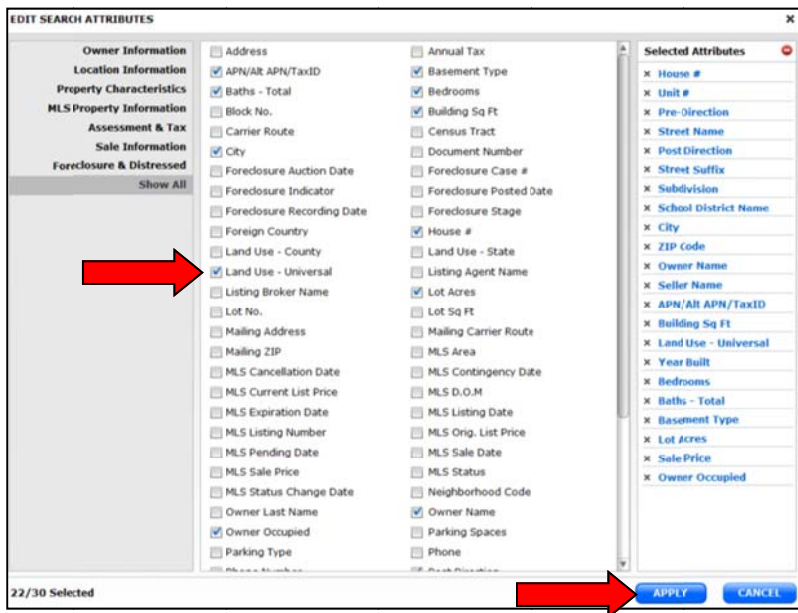 EDIT SEARCH ATTRIBUTES x
Owner Information
Location Information
Property Characteristics
MLS Property Information
Assessment & Tax
Sale Information
Foreclosure & Distressed
Show All
Address Annual Tax
APN/Alt APN/TaxID Basement Type
Baths - Total Bedrooms
Block No. Building Sq Ft
Carrier Route Census Tract
City Document Number
Foreclosure Auction Date Foreclosure Case #
Foreclosure Indicator Foreclosure Posted Date
Foreclosure Recording Date Foreclosure Stage
Foreign Country House #
Land Use - County Land Use - State
Land Use - Universal Listing Agent Name
Listing Broker Name Lot Acres
Lot No. Lot Sq Ft
Mailing Address Mailing Carrier Route
Mailing ZIP MLS Area
MLS Cancellation Date MLS Contingency Date
MLS Current List Price MLS D.O.M
MLS Expiration Date MLS Listing Date
MLS Listing Number MLS Orig. List Price
MLS Pending Date MLS Sale Date
MLS Sale Price MLS Status
MLS Status Change Date Neighborhood Code
Owner Last Name Owner Name
Owner Occupied Parking Spaces
Parking Type Phone
Phone Number Post Direction
Selected Attributes
x House #
x Unit #
x Pre-Direction
x Street Name
x Post Direction
x Street Suffix
x Subdivision
x School District Name
x City
x ZIP Code
x Owner Name
x Seller Name
x APN/Alt APN/TaxID
x Building Sq Ft
x Land Use - Universal
x Year Built
x Bedrooms
x Baths - Total
x Basement Type
x Lot Acres
x Sale Price
x Owner Occupied
22/30 Selected APPLY CANCEL